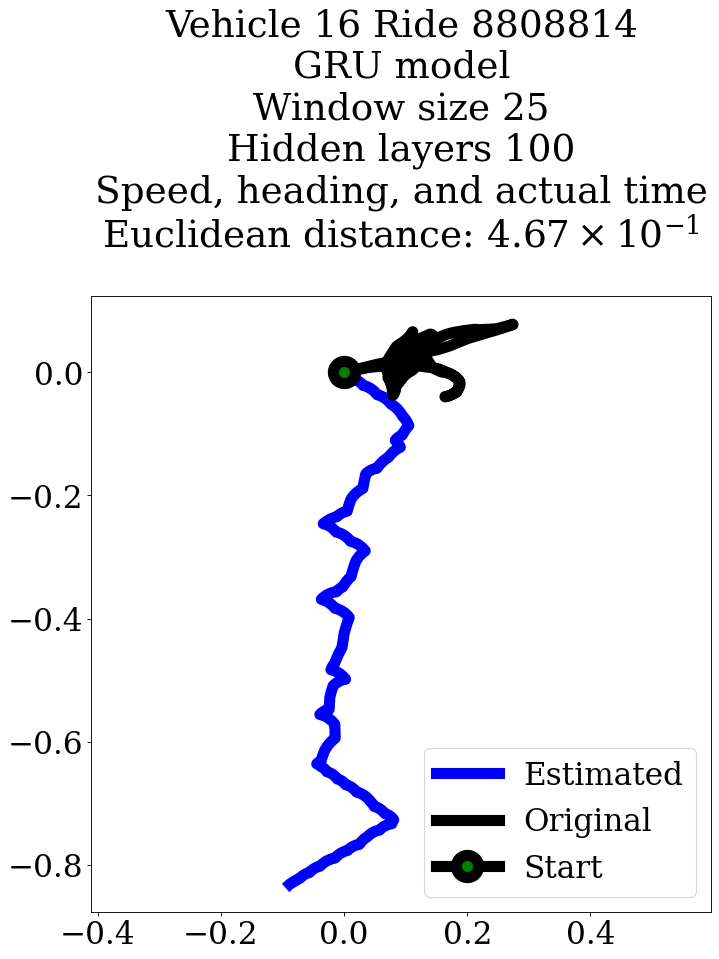 Vehicle 16 Ride 8808814
GRU model
Window size 25
Hidden layers 100
Speed, heading, and actual time
Euclidean distance: 4.67 × 10⁻¹
0.0
−0.2
−0.4
−0.6
−0.8
Estimated
Original
Start
−0.4 −0.2 0.0 0.2 0.4